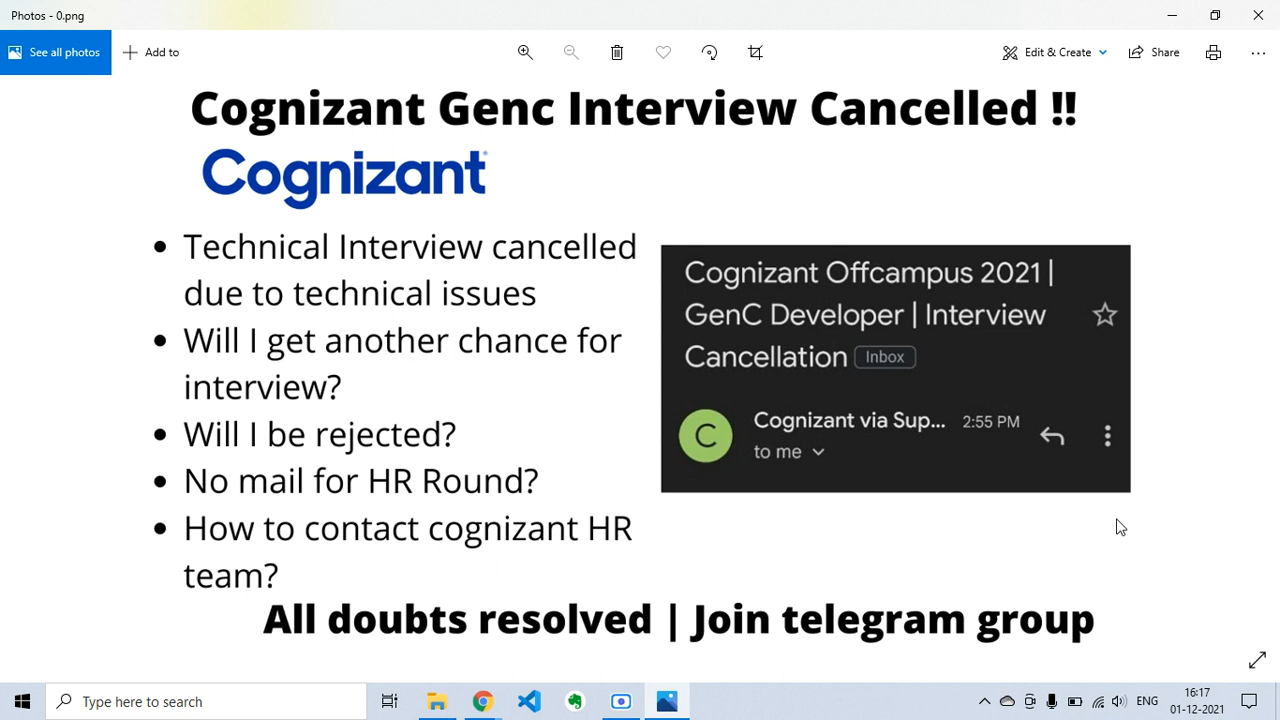 Photos - 0.png
See all photos
Add to
Edit & Create
Share
Cognizant Genc Interview Cancelled !!
Cognizant
• Technical Interview cancelled
due to technical issues
• Will I get another chance for
interview?
• Will I be rejected?
• No mail for HR Round?
• How to contact cognizant HR
team?
Cognizant Offcampus 2021 |
GenC Developer | Interview
Cancellation Inbox
C
Cognizant via Sup... 2:55 PM
to me
All doubts resolved | Join telegram group
Type here to search
ENG
16:17
01-12-2021